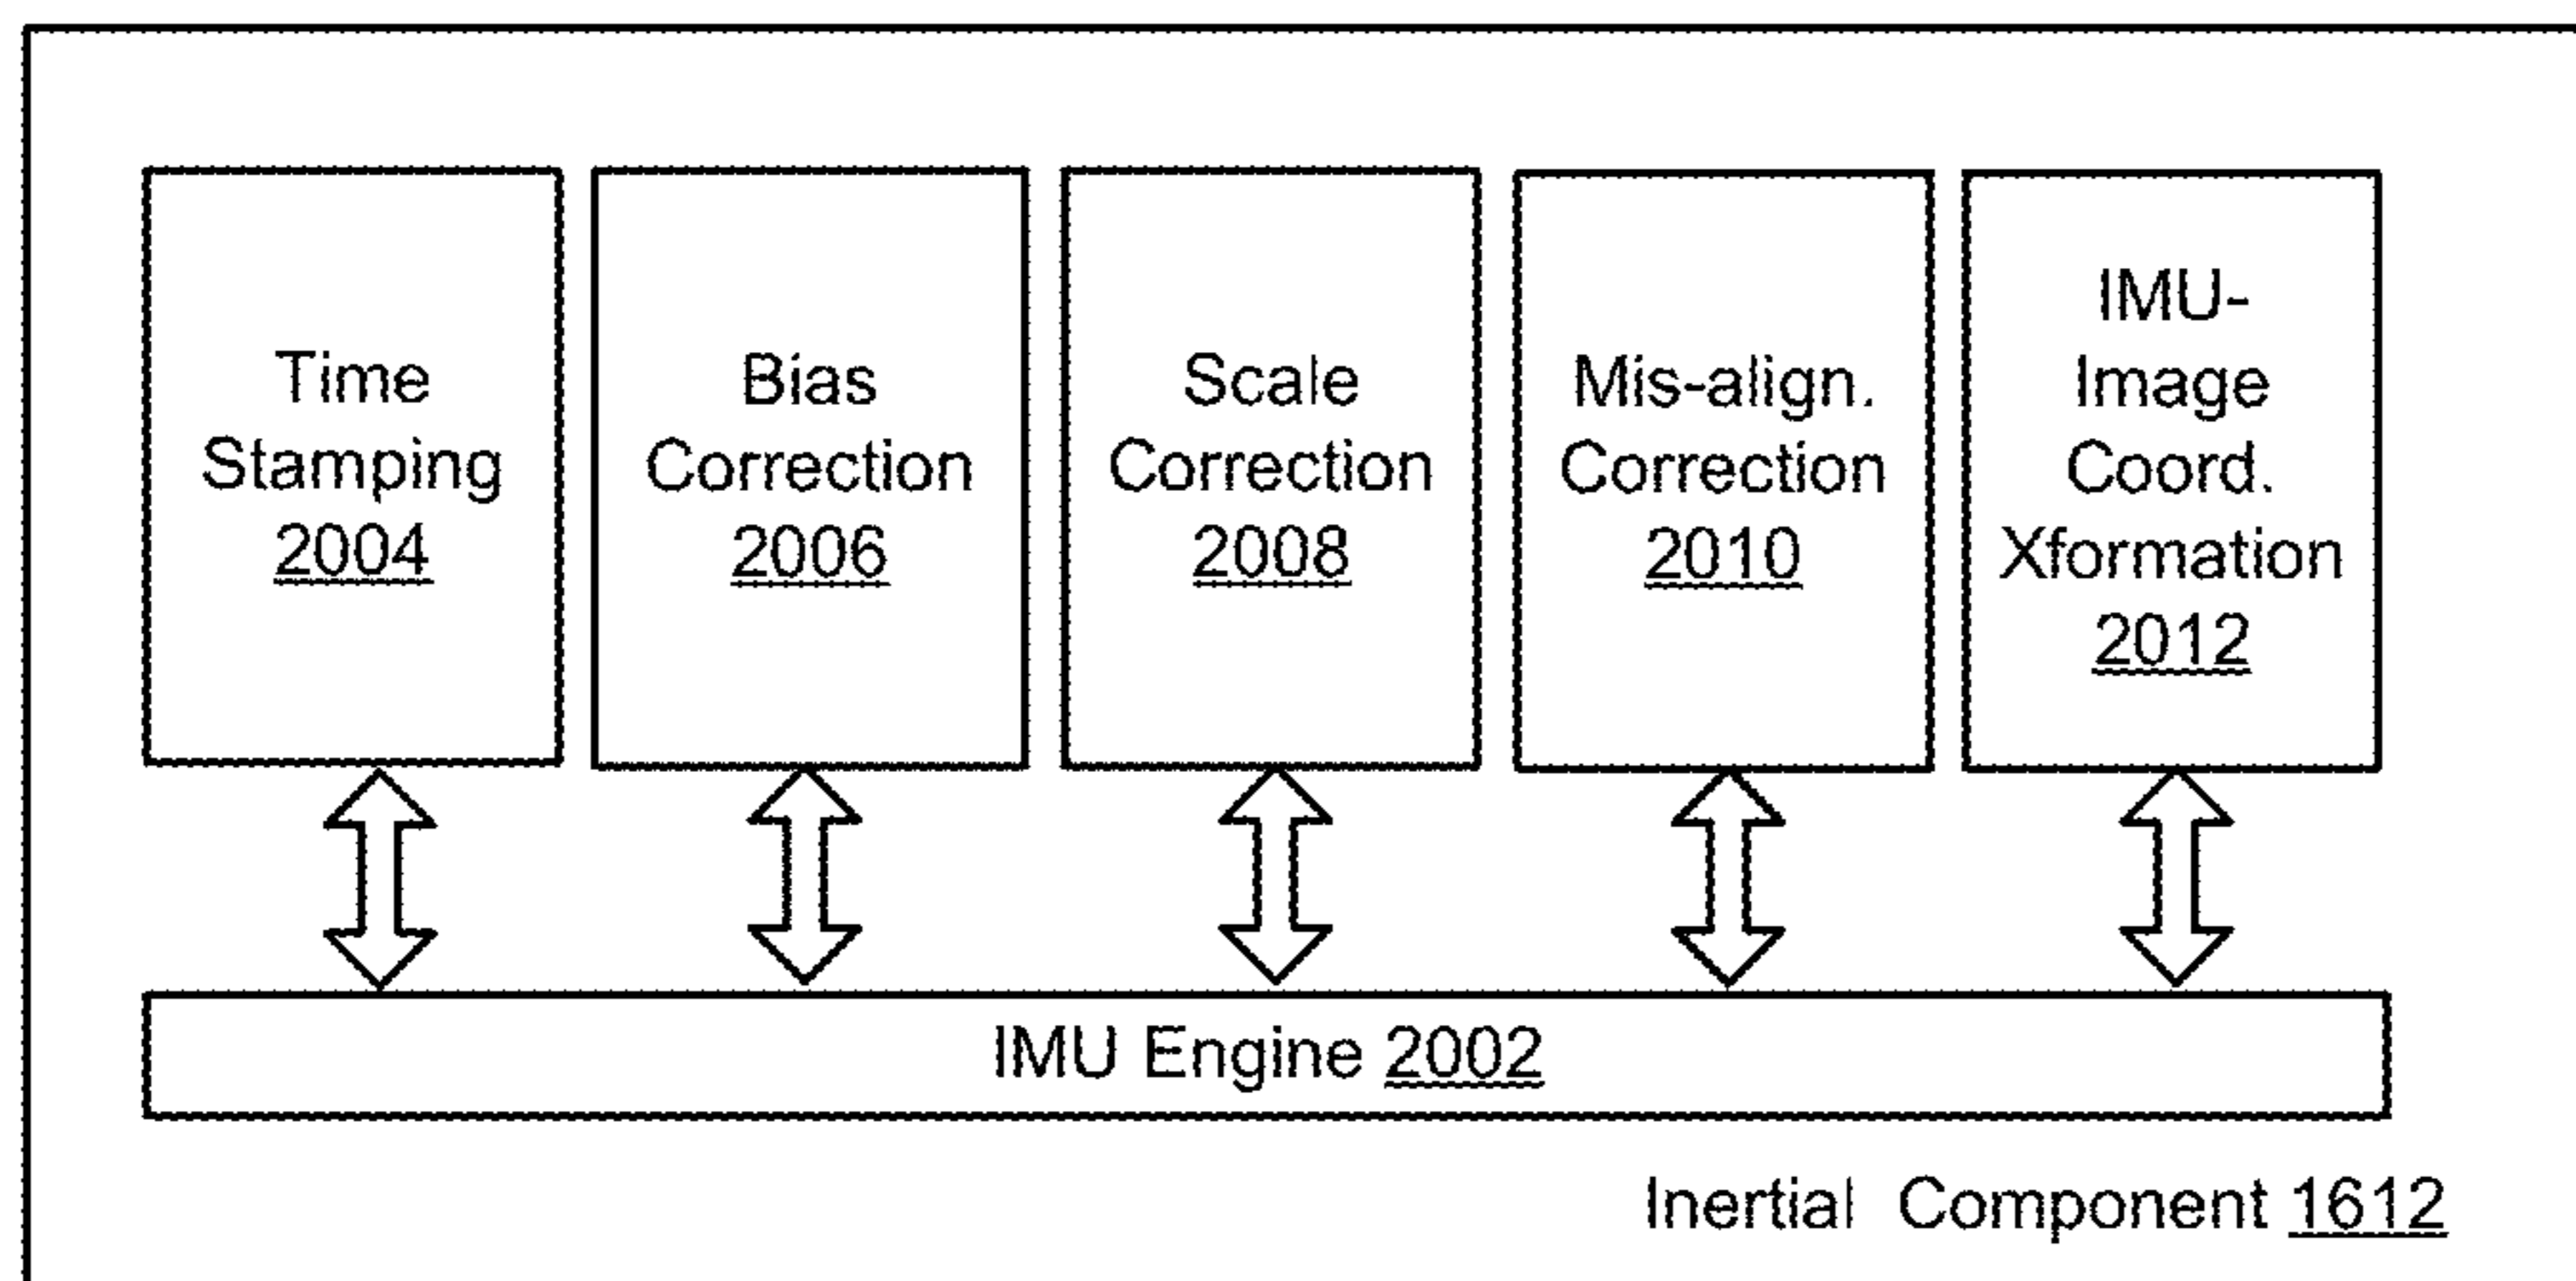 Time
Stamping
2004
Bias
Correction
2006
Scale
Correction
2008
Mis-align.
Correction
2010
IMU-
Image
Coord.
Xformation
2012
IMU Engine 2002
Inertial Component 1612